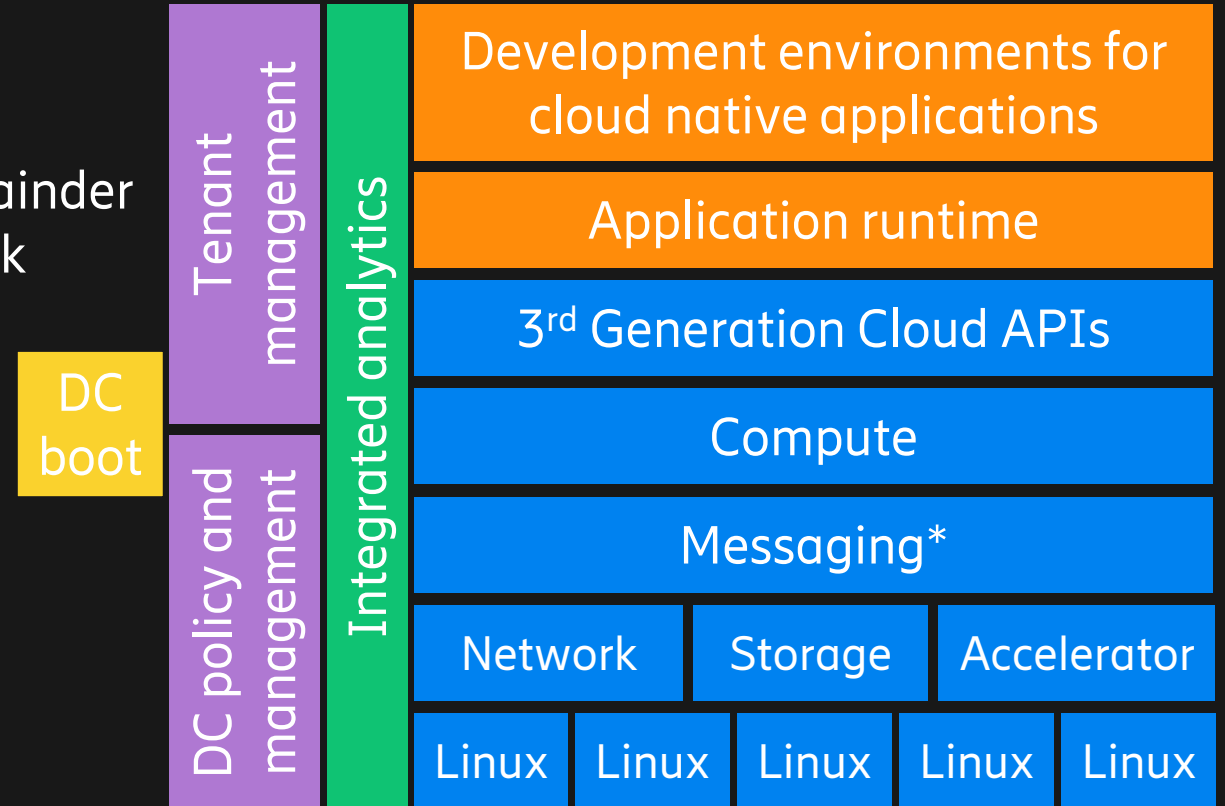 Development environments for
cloud native applications
Application runtime
3rd Generation Cloud APIs
Compute
Messaging*
Network
Storage
Accelerator
Linux
Linux
Linux
Linux
Linux
Integrated analytics
Tenant
management
DC policy and
management
DC
boot